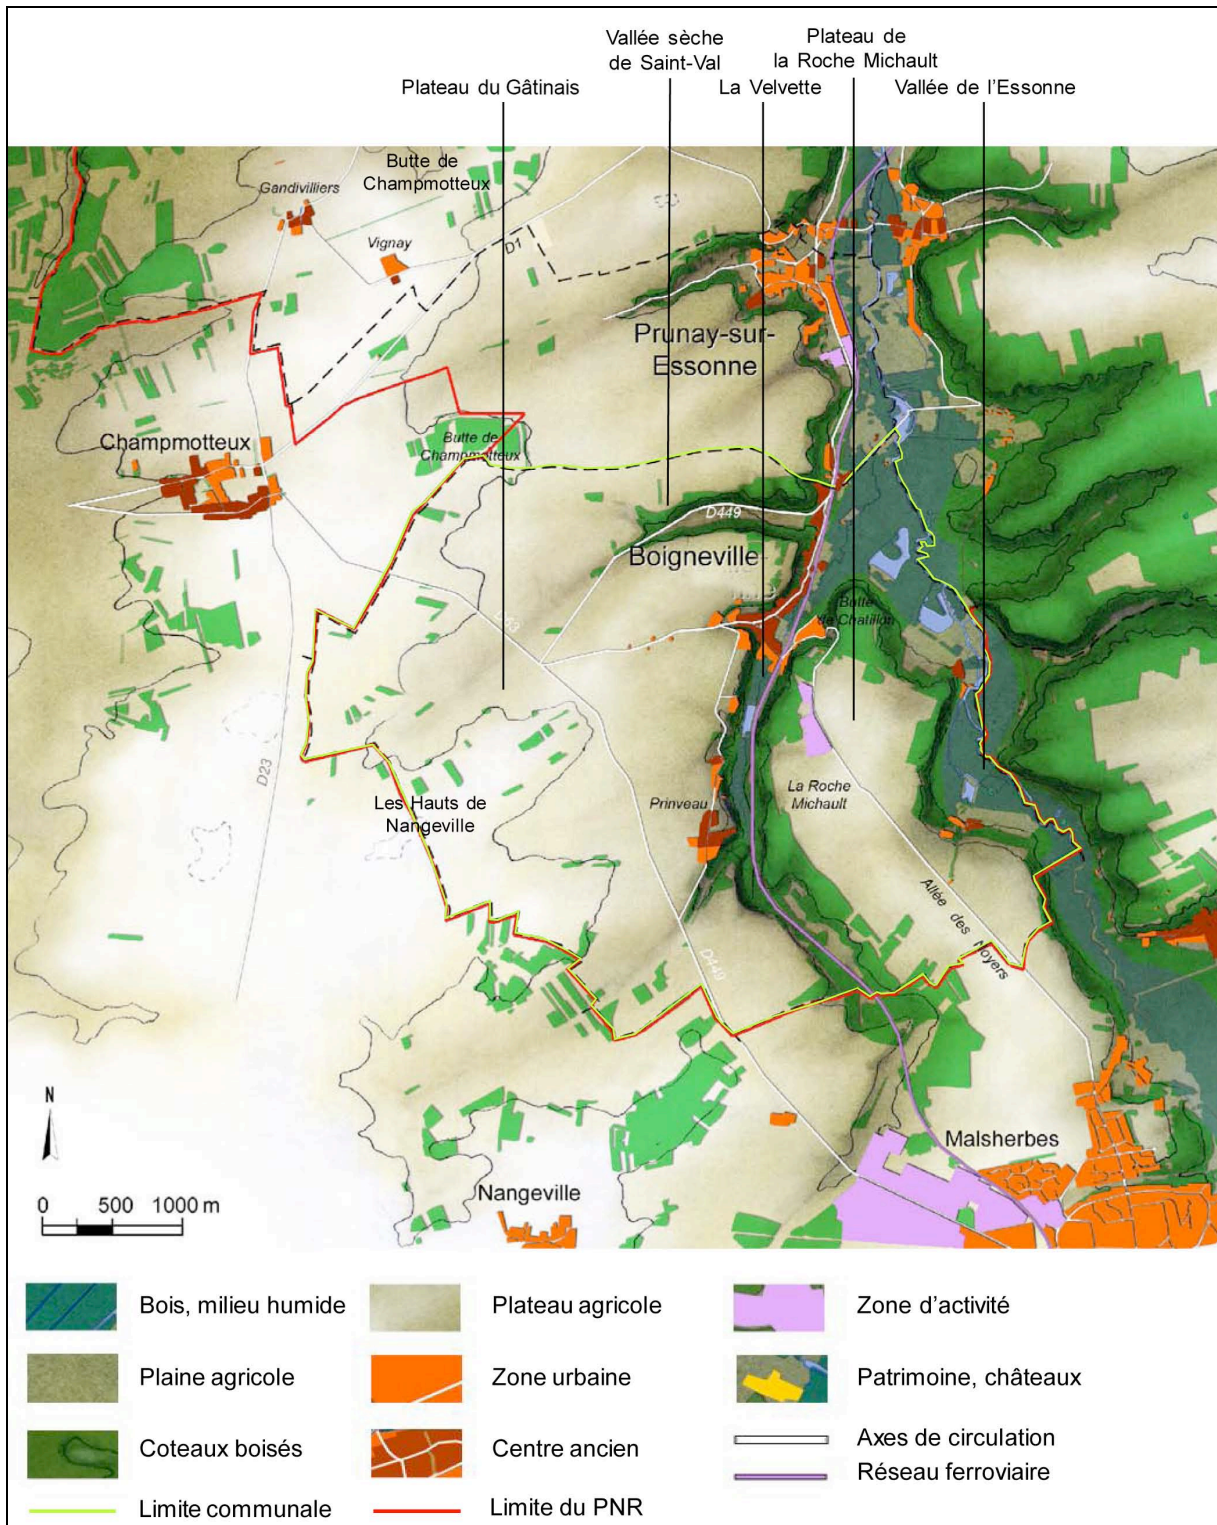 Vallée sèche
de Saint-Val
Plateau de
la Roche Michault
Plateau du Gâtinais
La Velvette
Vallée de l’Essonne
Butte de
Champmotteux
Gandivilliers
Vignay
D1
Prunay-sur-
Essonne
Champmotteux
Butte de
Champmotteux
D449
Boigneville
Butte
de Chatillon
D23
Les Hauts de
Nangeville
Prinveau
La Roche
Michault
Allée des Noyers
D449
N
Malsherbes
0 500 1000 m
Nangeville
Bois, milieu humide
Plateau agricole
Zone d’activité
Plaine agricole
Zone urbaine
Patrimoine, châteaux
Coteaux boisés
Centre ancien
Axes de circulation
Réseau ferroviaire
Limite communale
Limite du PNR